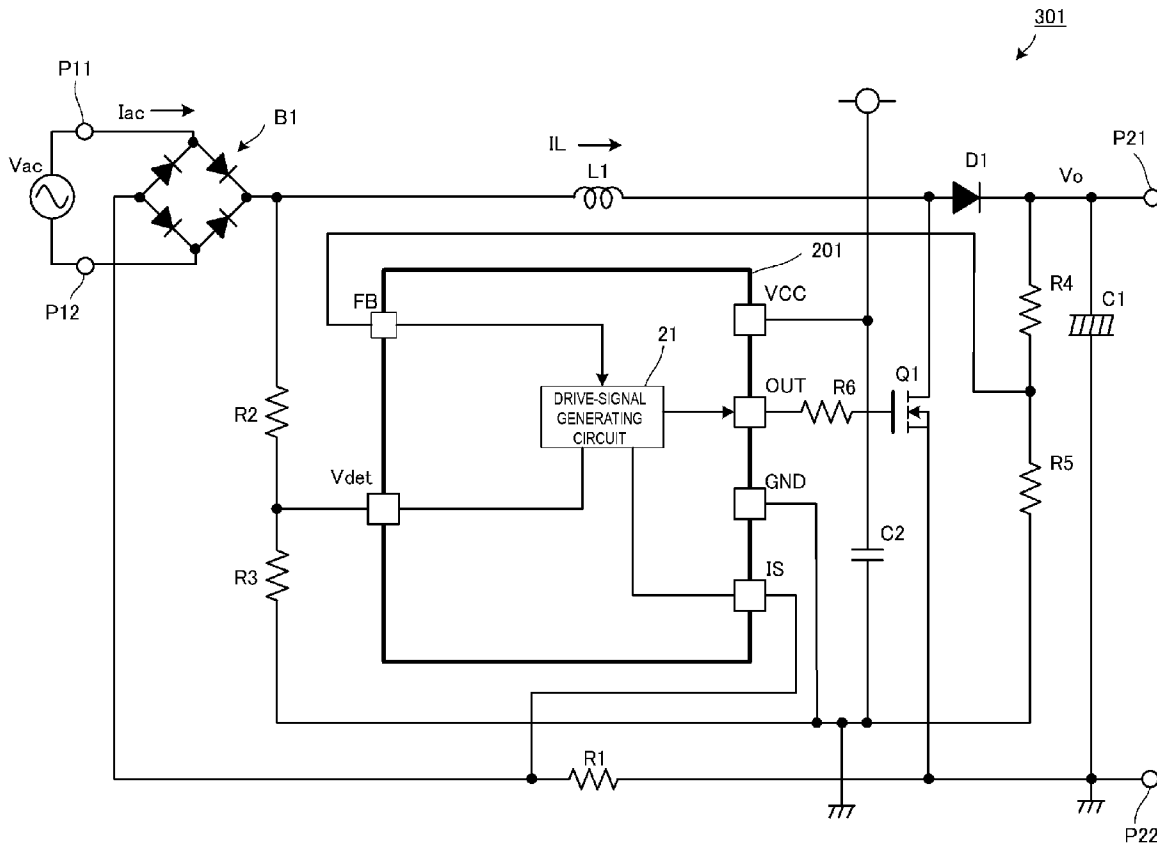 301
P11
Iac
B1
IL
L1
D1
P21
Vo
Vac
P12
201
FB
VCC
R4
C1
21
OUT
R6
Q1
DRIVE-SIGNAL
GENERATING
CIRCUIT
R2
Vdet
GND
R5
C2
R3
IS
R1
P22